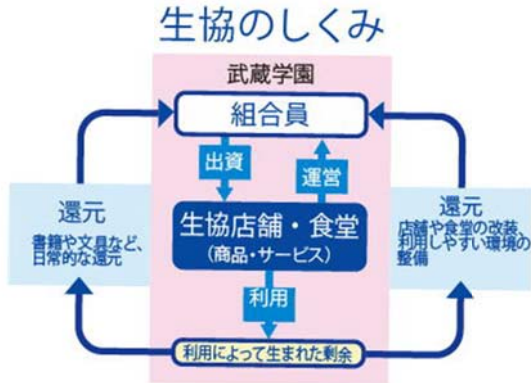 生協のしくみ
武蔵学園
組合員
出資
運営
還元
書籍や文具など、
日常的な還元
生協店舗・食堂
(商品・サービス)
還元
店舗や食堂の改装、
利用しやすい環境の
整備
利用
利用によって生まれた剰余